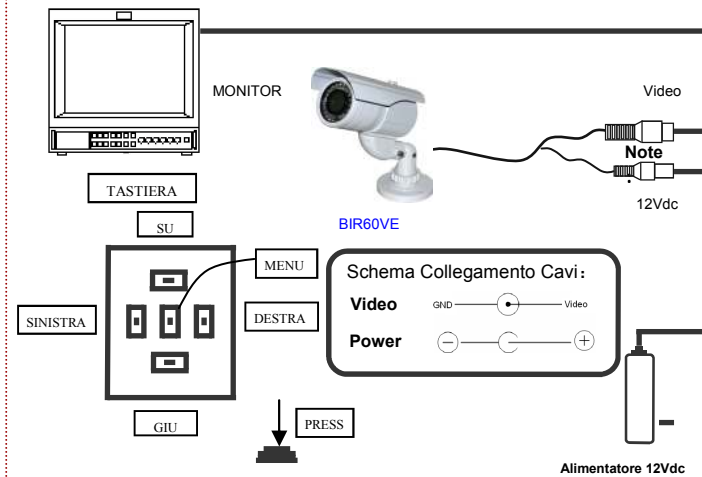 MONITOR
Video
Note
12Vdc
BIR60VE
TASTIERA
SU
MENU
SINISTRA
DESTRA
GIU
PRESS
Schema Collegamento Cavi：
Video GND Video
Power − +
Alimentatore 12Vdc